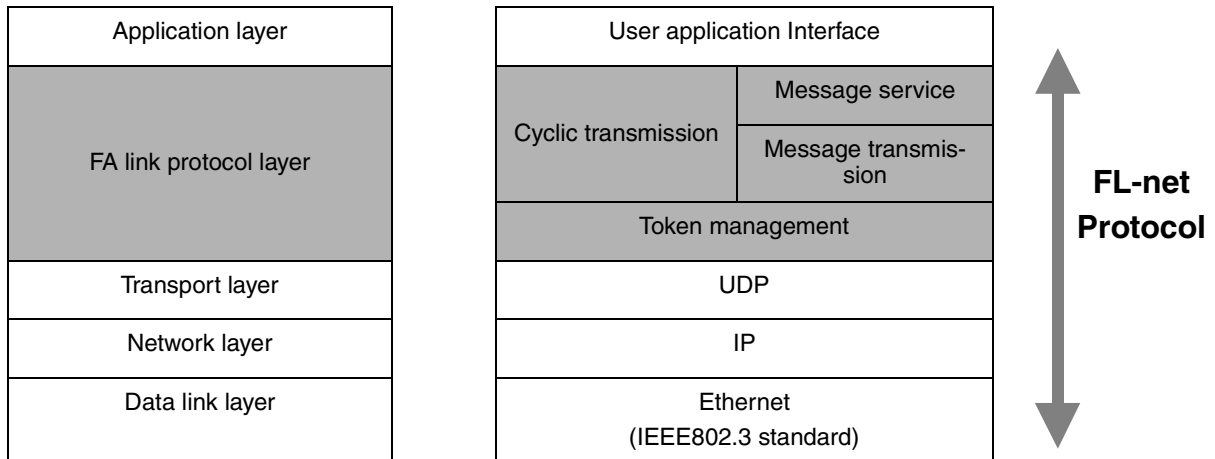 Application layer
FA link protocol layer
Transport layer
Network layer
Data link layer
User application Interface
Cyclic transmission
Message service
Message transmis-
sion
Token management
UDP
IP
Ethernet
(IEEE802.3 standard)
FL-net
Protocol